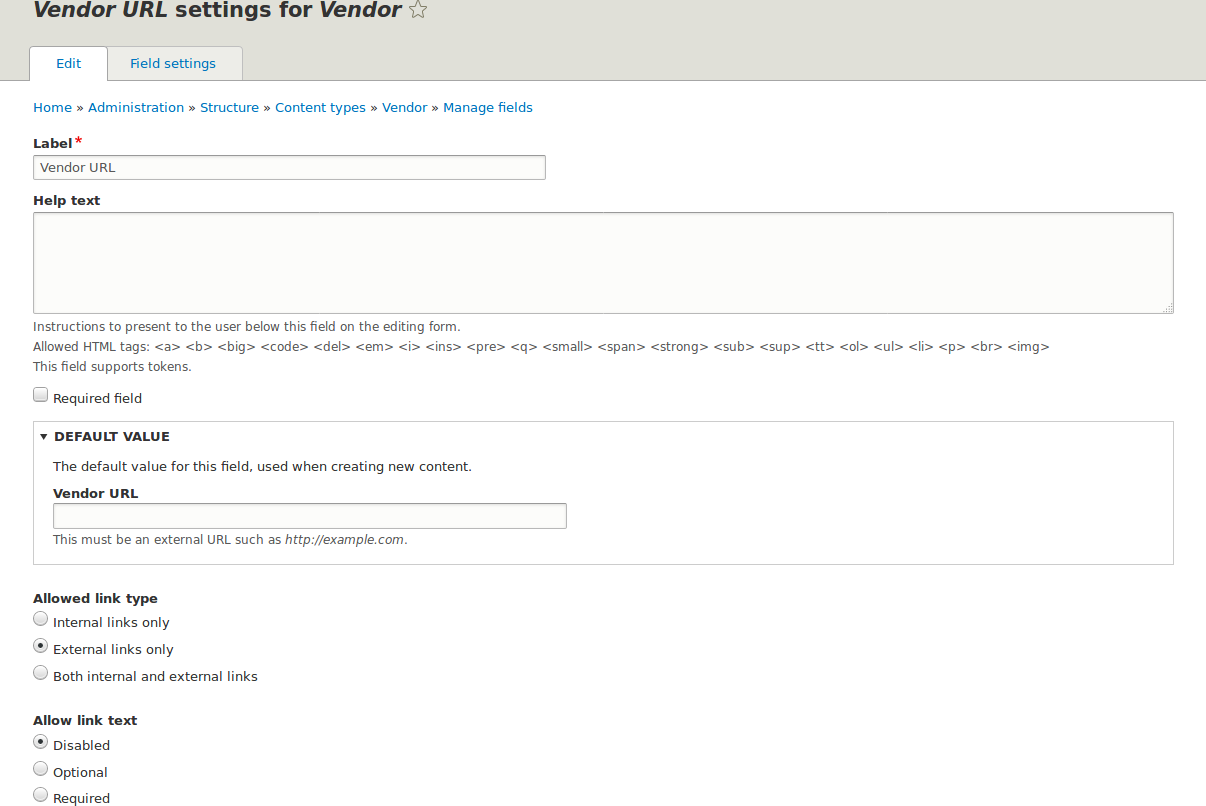 Vendor URL settings for Vendor
Edit Field settings
Home » Administration » Structure » Content types » Vendor » Manage fields
Label*
Vendor URL
Help text
Instructions to present to the user below this field on the editing form.
Allowed HTML tags: <a> <b> <big> <code> <del> <em> <i> <ins> <pre> <q> <small> <span> <strong> <sub> <sup> <tt> <ol> <ul> <li> <p> <br> <img>
This field supports tokens.
Required field
DEFAULT VALUE
The default value for this field, used when creating new content.
Vendor URL
This must be an external URL such as http://example.com.
Allowed link type
Internal links only
External links only
Both internal and external links
Allow link text
Disabled
Optional
Required